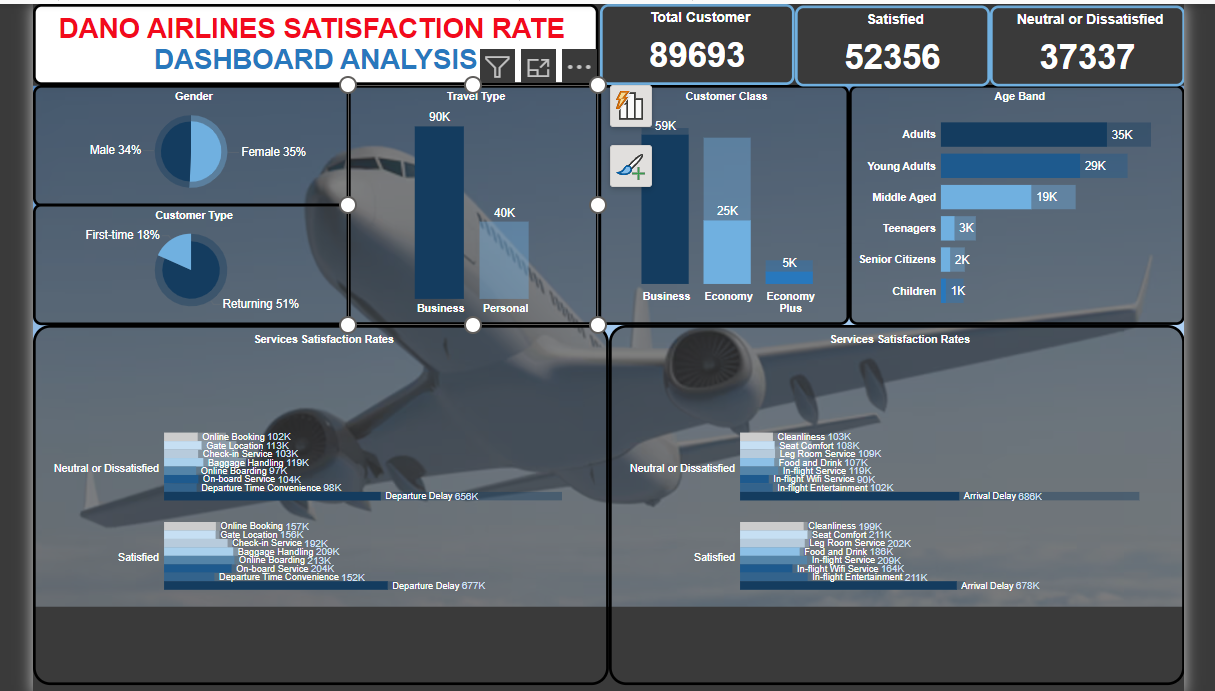 DANO AIRLINES SATISFACTION RATE
DASHBOARD ANALYSIS
Total Customer
89693
Satisfied
52356
Neutral or Dissatisfied
37337
Gender
Male 34%
Female 35%
Customer Type
First-time 18%
Returning 51%
Travel Type
90K
40K
Business
Personal
Customer Class
59K
25K
5K
Business
Economy
Economy
Plus
Age Band
Adults
35K
Young Adults
29K
Middle Aged
19K
Teenagers
3K
Senior Citizens
2K
Children
1K
Services Satisfaction Rates
Neutral or Dissatisfied
Online Booking 102K
Gate Location 113K
Check-in Service 103K
Baggage Handling 119K
Online Boarding 97K
On-board Service 104K
Departure Time Convenience 98K
Departure Delay 656K
Satisfied
Online Booking 157K
Gate Location 156K
Check-in Service 192K
Baggage Handling 209K
Online Boarding 213K
On-board Service 204K
Departure Time Convenience 152K
Departure Delay 677K
Services Satisfaction Rates
Neutral or Dissatisfied
Cleanliness 103K
Seat Comfort 108K
Leg Room Service 109K
Food and Drink 107K
In-flight Service 119K
In-flight Wifi Service 90K
In-flight Entertainment 102K
Arrival Delay 686K
Satisfied
Cleanliness 199K
Seat Comfort 211K
Leg Room Service 202K
Food and Drink 186K
In-flight Service 209K
In-flight Wifi Service 164K
In-flight Entertainment 211K
Arrival Delay 678K